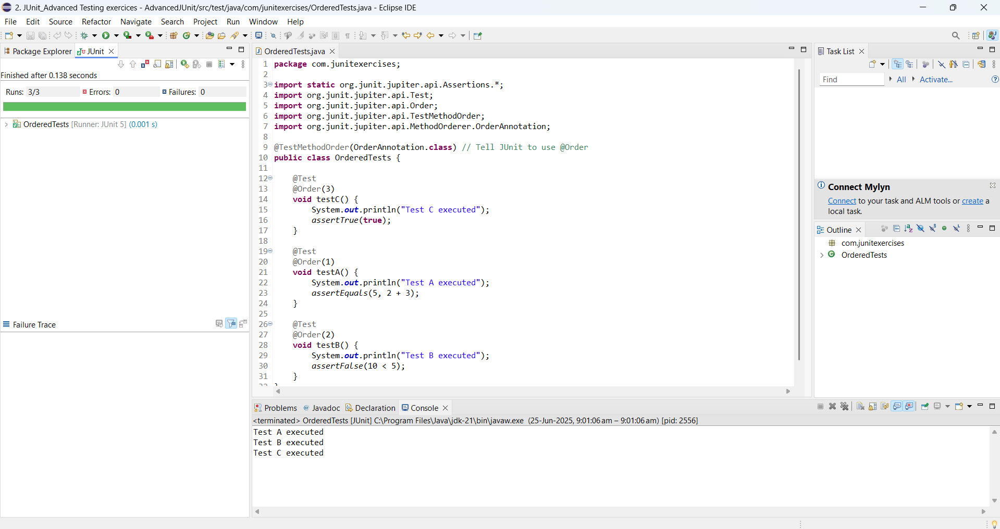 2. JUnit_Advanced Testing exercices - AdvancedJUnit/src/test/java/com/junitexercises/OrderedTests.java - Eclipse IDE
File Edit Source Refactor Navigate Search Project Run Window Help
Package Explorer JUnit
Finished after 0.138 seconds
Runs: 3/3 Errors: 0 Failures: 0
OrderedTests [Runner: JUnit 5] (0.001 s)
Failure Trace
OrderedTests.java
1 package com.junitexercises;
2
3 import static org.junit.jupiter.api.Assertions.*;
4 import org.junit.jupiter.api.Test;
5 import org.junit.jupiter.api.Order;
6 import org.junit.jupiter.api.TestMethodOrder;
7 import org.junit.jupiter.api.MethodOrderer.OrderAnnotation;
8
9 @TestMethodOrder(OrderAnnotation.class) // Tell JUnit to use @Order
10 public class OrderedTests {
11
12 @Test
13 @Order(3)
14 void testC() {
15 System.out.println("Test C executed");
16 assertTrue(true);
17 }
18
19 @Test
20 @Order(1)
21 void testA() {
22 System.out.println("Test A executed");
23 assertEquals(5, 2 + 3);
24 }
25
26 @Test
27 @Order(2)
28 void testB() {
29 System.out.println("Test B executed");
30 assertFalse(10 < 5);
31 }
Task List
Find All Activate...
Connect Mylyn
Connect to your task and ALM tools or create a
local task.
Outline
com.junitexercises
OrderedTests
Problems @ Javadoc Declaration Console
<terminated> OrderedTests [JUnit] C:\Program Files\Java\jdk-21\bin\javaw.exe (25-Jun-2025, 9:01:06 am – 9:01:06 am) [pid: 2556]
Test A executed
Test B executed
Test C executed